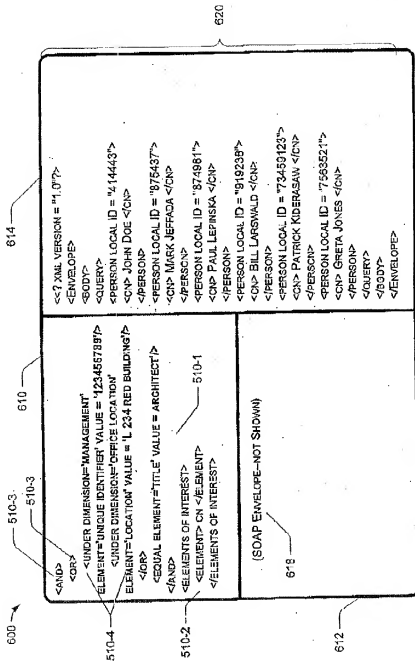 600
610
614
510-3
510-3
<AND>
<OR>
<UNDER DIMENSION='MANAGEMENT'
ELEMENT='UNIQUE IDENTIFIER' VALUE = '123456789'/>
<UNDER DIMENSION='OFFICE LOCATION'
ELEMENT='LOCATION' VALUE = 'L 234 RED BUILDING'/>
</OR>
<EQUAL ELEMENT='TITLE' VALUE = ARCHITECT'/>
</AND>
<ELEMENTS OF INTEREST>
<ELEMENT> CN </ELEMENT>
</ELEMENTS OF INTEREST>
510-4
510-1
510-2
<<? XML VERSION = "1.0"?>
<ENVELOPE>
<BODY>
<QUERY>
<PERSON LOCAL ID = "414443">
<CN> JOHN DOE </CN>
</PERSON>
<PERSON LOCAL ID = "875437">
<CN> MARK JEFFADA </CN>
</PERSON>
<PERSON LOCAL ID = "874981">
<CN> PAUL LEPINSKA </CN>
</PERSON>
<PERSON LOCAL ID = "919238">
<CN> BILL LARSWALD </CN>
</PERSON>
<PERSON LOCAL ID = "73459123">
<CN> PATRICK KIDERASAW </CN>
</PERSON>
<PERSON LOCAL ID = "7563521">
<CN> GRETA JONES </CN>
</PERSON>
</QUERY>
</BODY>
</ENVELOPE>
620
(SOAP ENVELOPE–NOT SHOWN)
618
612